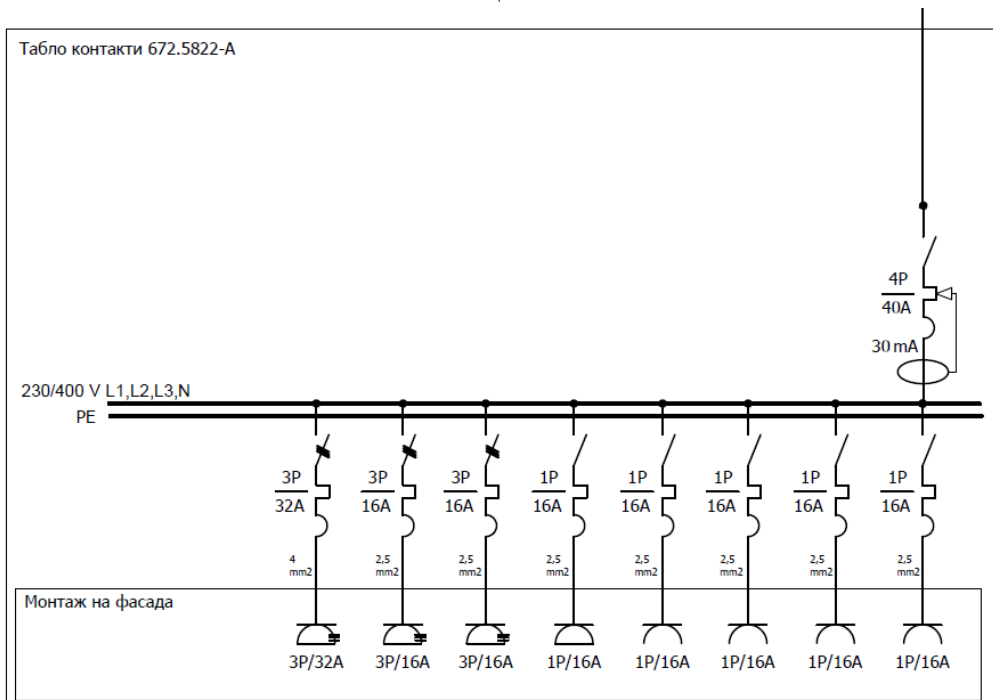 Табло контакти 672.5822-A
4P
40A
30 mA
230/400 V L1,L2,L3,N
PE
3P 3P 3P 1P 1P 1P 1P 1P
32A 16A 16A 16A 16A 16A 16A 16A
4 2,5 2,5 2,5 2,5 2,5 2,5 2,5
mm2 mm2 mm2 mm2 mm2 mm2 mm2 mm2
Монтаж на фасада
3P/32A 3P/16A 3P/16A 1P/16A 1P/16A 1P/16A 1P/16A 1P/16A